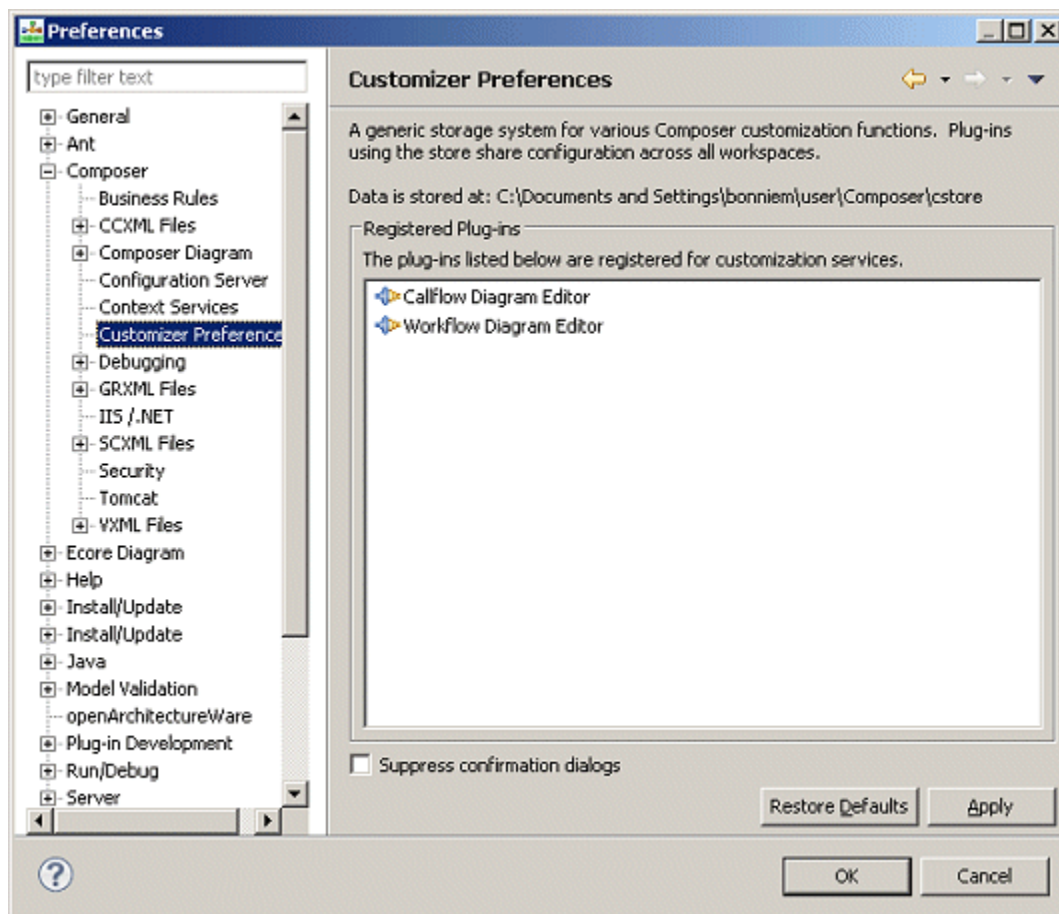 Preferences
type filter text
General
Ant
Composer
Business Rules
CCXML Files
Composer Diagram
Configuration Server
Context Services
Customizer Preference
Debugging
GRXML Files
IIS /.NET
SCXML Files
Security
Tomcat
VXML Files
Ecore Diagram
Help
Install/Update
Install/Update
Java
Model Validation
openArchitectureWare
Plug-in Development
Run/Debug
Server
Customizer Preferences
A generic storage system for various Composer customization functions. Plug-ins
using the store share configuration across all workspaces.
Data is stored at: C:\Documents and Settings\bonniem\user\Composer\cstore
Registered Plug-ins
The plug-ins listed below are registered for customization services.
Callflow Diagram Editor
Workflow Diagram Editor
Suppress confirmation dialogs
Restore Defaults
Apply
?
OK
Cancel